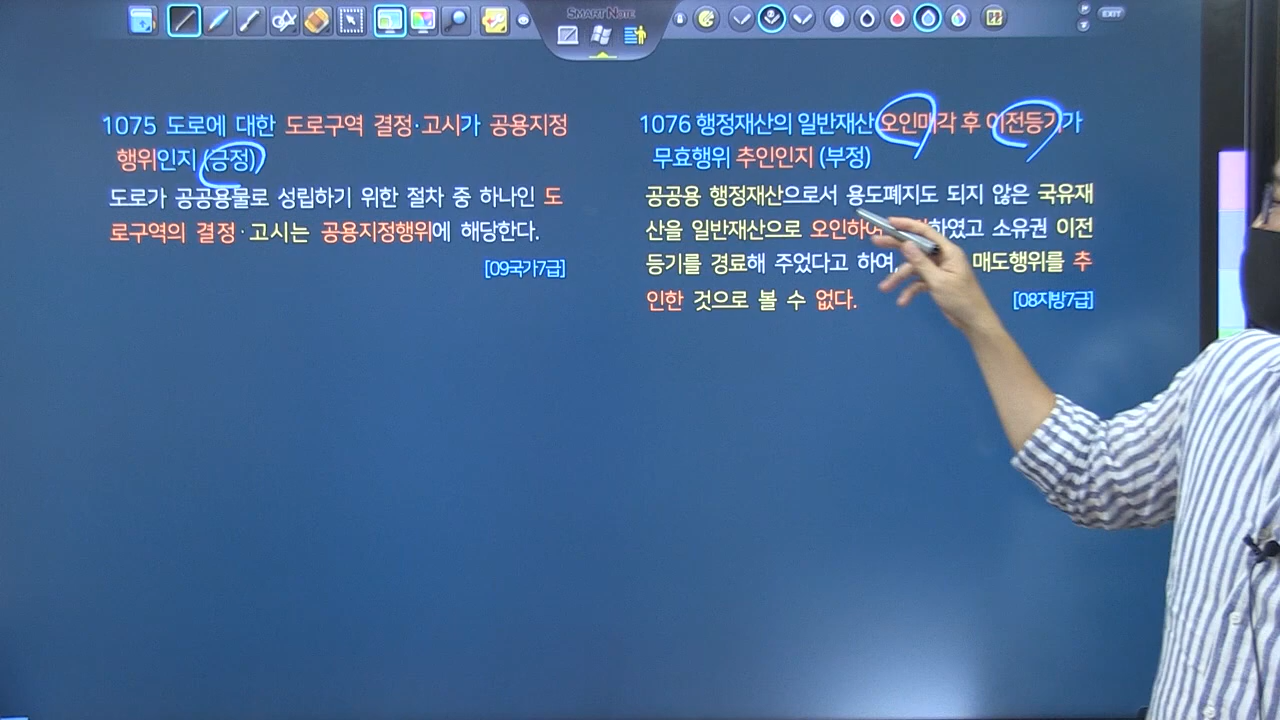 SMARTNOTE
EXIT
1075 도로에 대한 도로구역 결정·고시가 공용지정
행위인지 (긍정)
도로가 공공용물로 성립하기 위한 절차 중 하나인 도
로구역의 결정·고시는 공용지정행위에 해당한다.
[09국가7급]
1076 행정재산의 일반재산 오인매각 후 이전등기가
무효행위 추인인지 (부정)
공공용 행정재산으로서 용도폐지도 되지 않은 국유재
산을 일반재산으로 오인하여 하였고 소유권 이전
등기를 경료해 주었다고 하여, 매도행위를 추
인한 것으로 볼 수 없다.
[08지방7급]